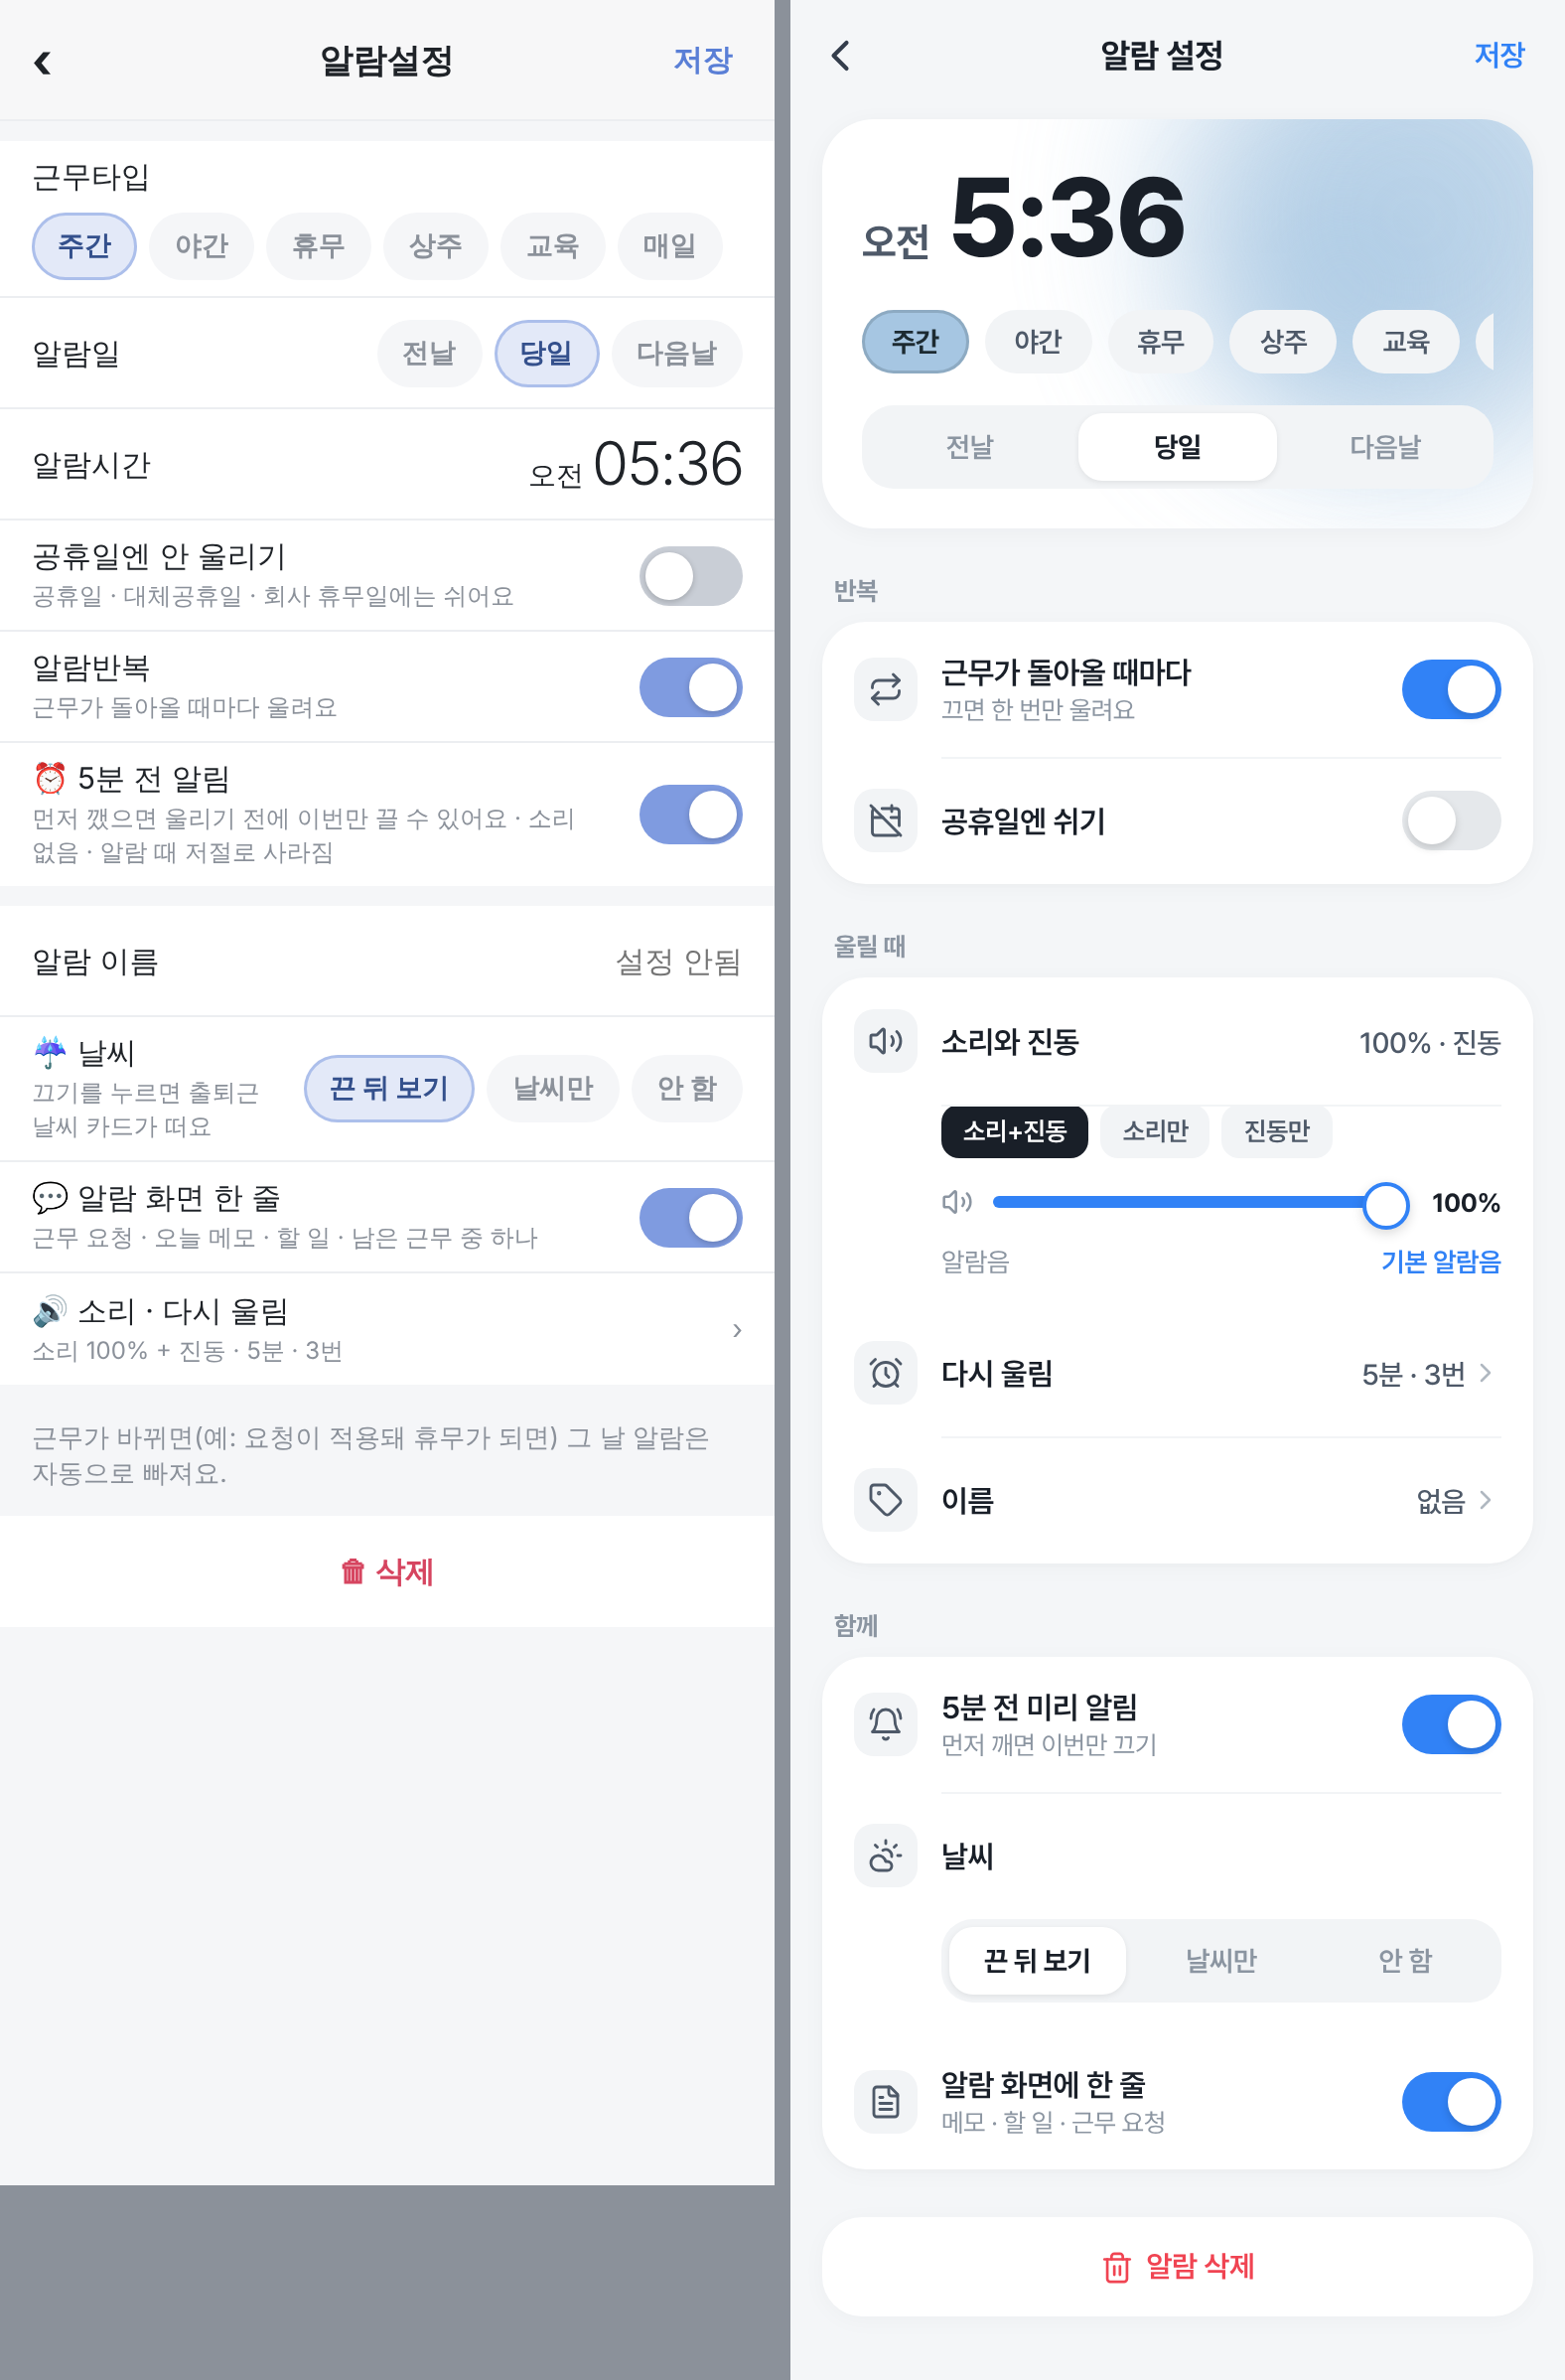 알람설정
저장
근무타입
주간
야간
휴무
상주
교육
매일
알람일
전날
당일
다음날
알람시간
오전 05:36
공휴일엔 안 울리기
공휴일 · 대체공휴일 · 회사 휴무일에는 쉬어요
알람반복
근무가 돌아올 때마다 울려요
⏰ 5분 전 알림
먼저 깼으면 울리기 전에 이번만 끌 수 있어요 · 소리
없음 · 알람 때 저절로 사라짐
알람 이름
설정 안됨
☔ 날씨
끄기를 누르면 출퇴근
날씨 카드가 떠요
끈 뒤 보기
날씨만
안 함
💬 알람 화면 한 줄
근무 요청 · 오늘 메모 · 할 일 · 남은 근무 중 하나
🔊 소리 · 다시 울림
소리 100% + 진동 · 5분 · 3번
근무가 바뀌면(예: 요청이 적용돼 휴무가 되면) 그 날 알람은
자동으로 빠져요.
🗑 삭제
알람 설정
저장
오전 5:36
주간
야간
휴무
상주
교육
전날
당일
다음날
반복
근무가 돌아올 때마다
끄면 한 번만 울려요
공휴일엔 쉬기
울릴 때
소리와 진동
100% · 진동
소리+진동
소리만
진동만
100%
알람음
기본 알람음
다시 울림
5분 · 3번
이름
없음
함께
5분 전 미리 알림
먼저 깨면 이번만 끄기
날씨
끈 뒤 보기
날씨만
안 함
알람 화면에 한 줄
메모 · 할 일 · 근무 요청
알람 삭제